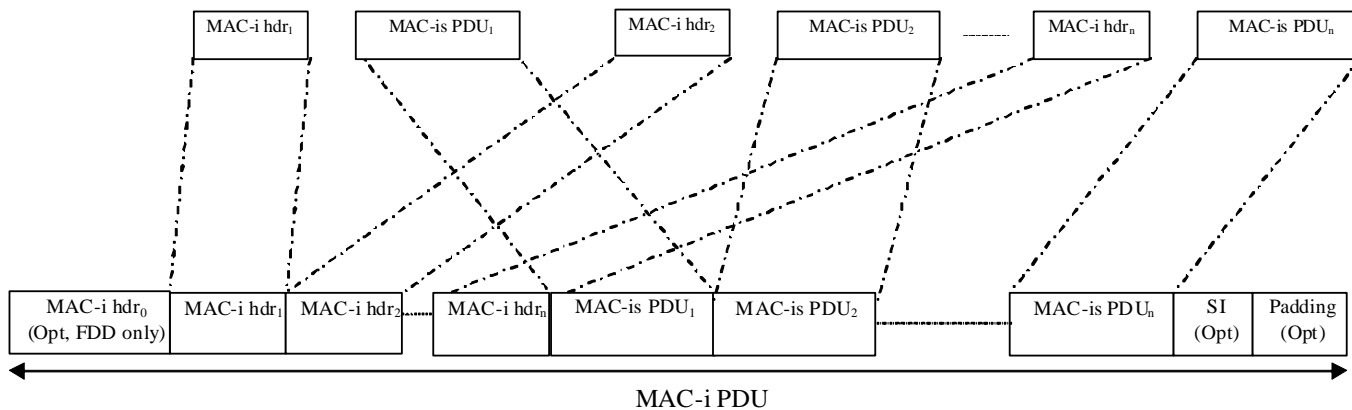 MAC-i hdr₁ MAC-is PDU₁ MAC-i hdr₂ MAC-is PDU₂ MAC-i hdrₙ MAC-is PDUₙ
MAC-i hdr₀ MAC-i hdr₁ MAC-i hdr₂ MAC-i hdrₙ MAC-is PDU₁ MAC-is PDU₂ MAC-is PDUₙ SI Padding
(Opt, FDD only) (Opt) (Opt)
MAC-i PDU